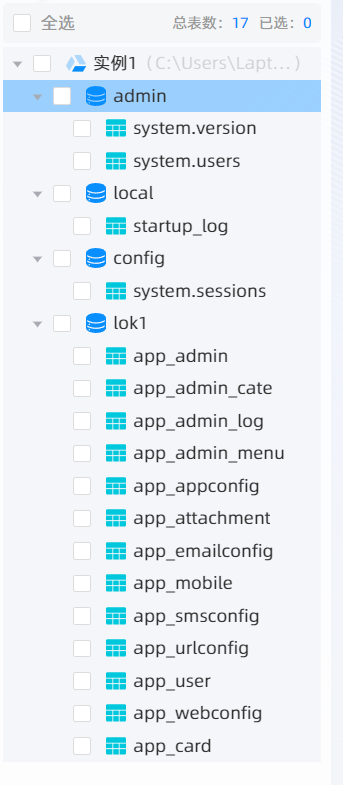 全选 总表数：17 已选：0
实例1（C:\Users\Lapt...）
admin
system.version
system.users
local
startup_log
config
system.sessions
lok1
app_admin
app_admin_cate
app_admin_log
app_admin_menu
app_appconfig
app_attachment
app_emailconfig
app_mobile
app_smsconfig
app_urlconfig
app_user
app_webconfig
app_card